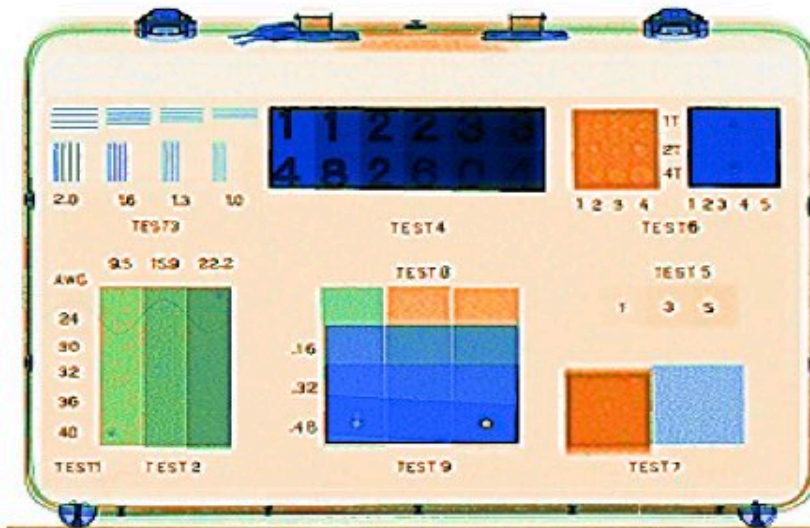 1 1 2 2 3 3
4 8 2 6 0 4
1T
2T
4T
2.0 1.6 1.3 1.0
1 2 3 4
1 2 3 4 5
TEST3
TEST4
TEST6
9.5 15.9 22.2
TEST8
TEST5
AWG
1 3 5
24
30
.16
32
.32
36
.48
40
TEST1
TEST2
TEST9
TEST7